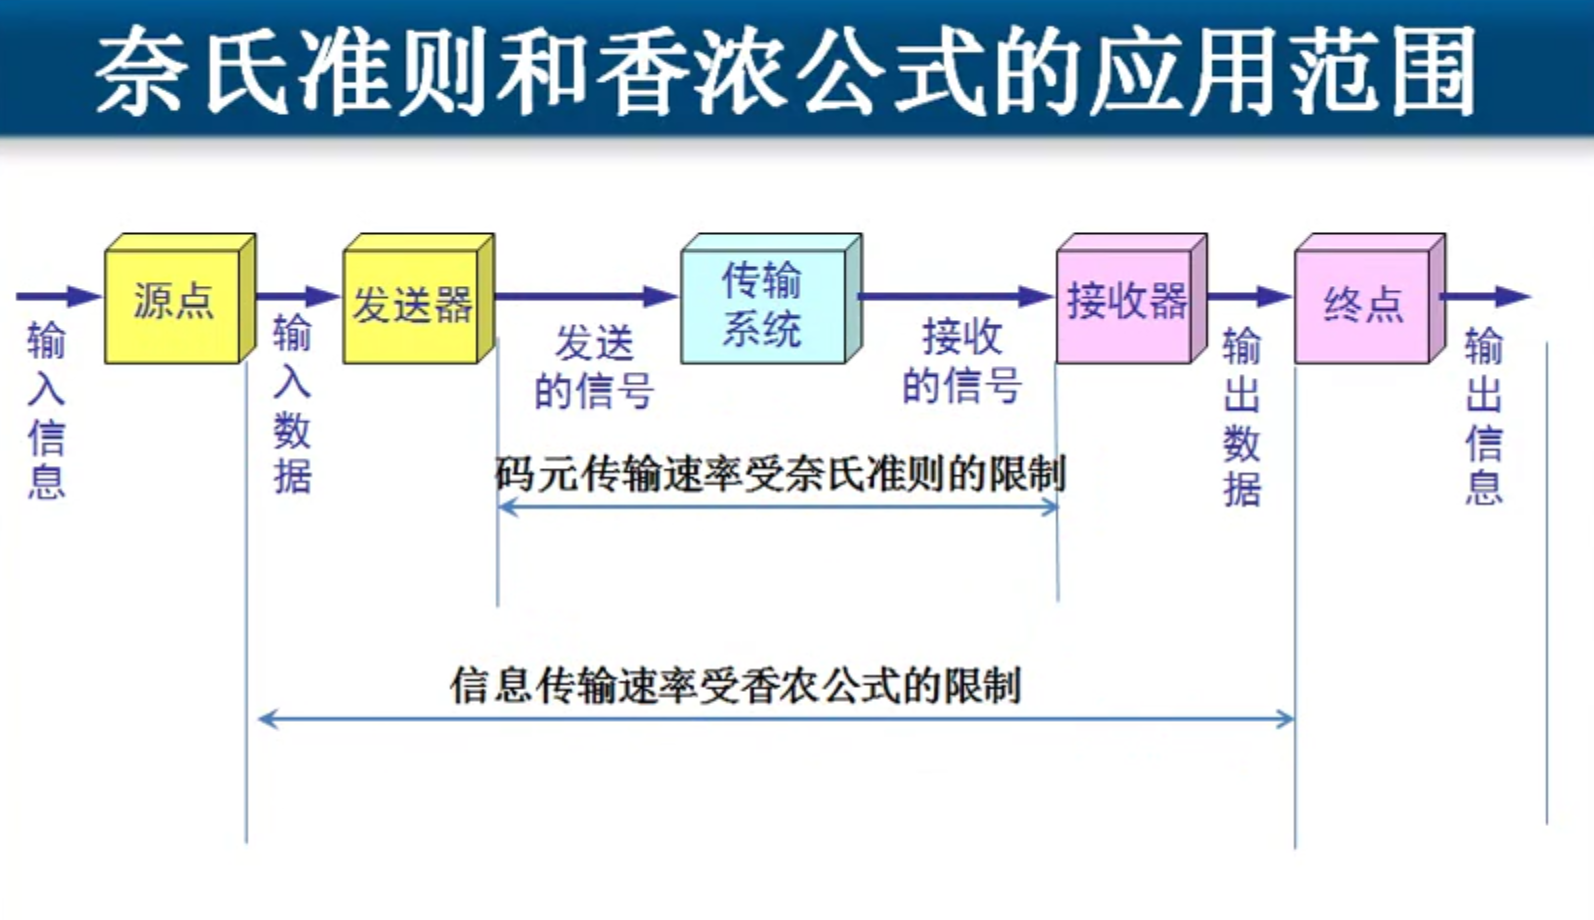 奈氏准则和香浓公式的应用范围
源点
发送器
传输
系统
接收器
终点
输入信息
输入数据
发送
的信号
接收
的信号
输出数据
输出信息
码元传输速率受奈氏准则的限制
信息传输速率受香农公式的限制